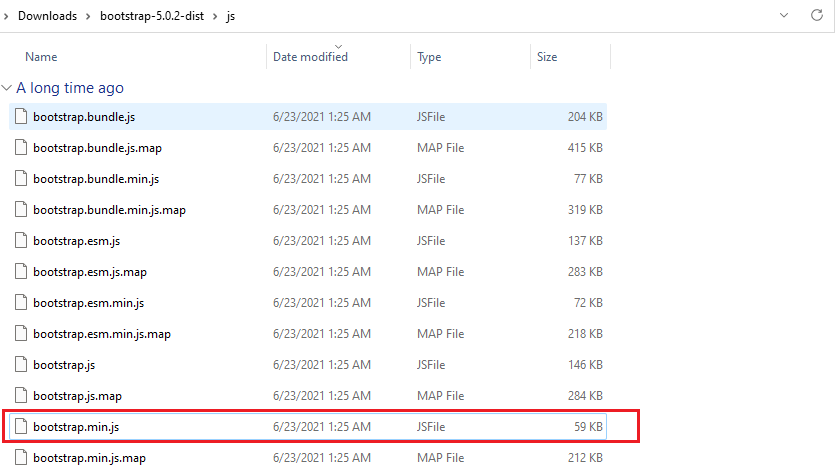 Downloads > bootstrap-5.0.2-dist > js
Name Date modified Type Size
A long time ago
bootstrap.bundle.js 6/23/2021 1:25 AM JSFile 204 KB
bootstrap.bundle.js.map 6/23/2021 1:25 AM MAP File 415 KB
bootstrap.bundle.min.js 6/23/2021 1:25 AM JSFile 77 KB
bootstrap.bundle.min.js.map 6/23/2021 1:25 AM MAP File 319 KB
bootstrap.esm.js 6/23/2021 1:25 AM JSFile 137 KB
bootstrap.esm.js.map 6/23/2021 1:25 AM MAP File 283 KB
bootstrap.esm.min.js 6/23/2021 1:25 AM JSFile 72 KB
bootstrap.esm.min.js.map 6/23/2021 1:25 AM MAP File 218 KB
bootstrap.js 6/23/2021 1:25 AM JSFile 146 KB
bootstrap.js.map 6/23/2021 1:25 AM MAP File 284 KB
bootstrap.min.js 6/23/2021 1:25 AM JSFile 59 KB
bootstrap.min.js.map 6/23/2021 1:25 AM MAP File 212 KB